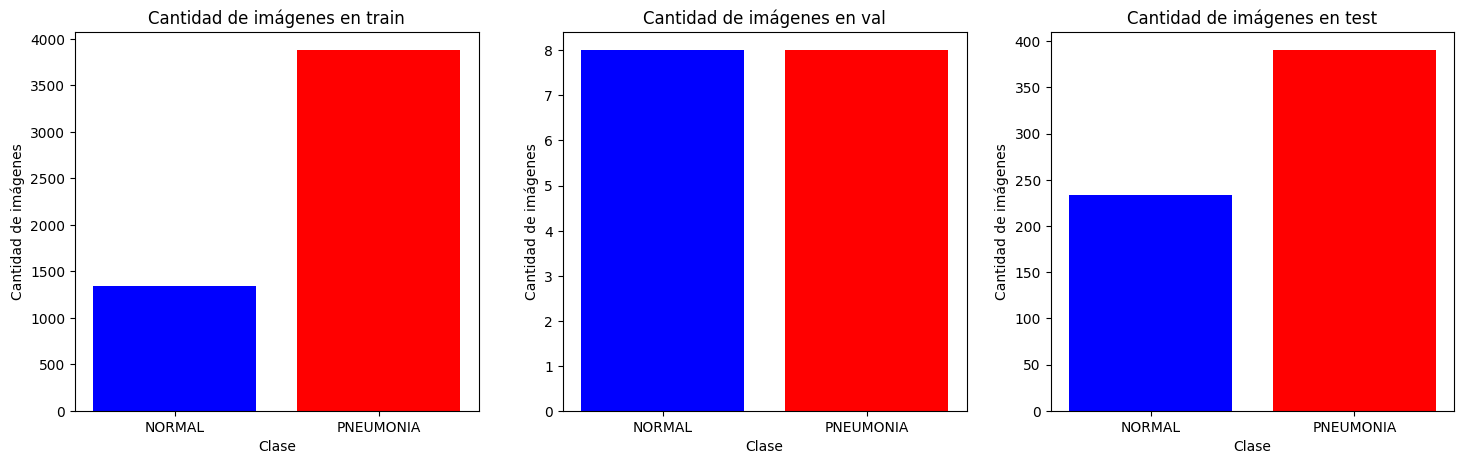 Cantidad de imágenes en train
Cantidad de imágenes
4000
3500
3000
2500
2000
1500
1000
500
0
NORMAL PNEUMONIA
Clase
Cantidad de imágenes en val
Cantidad de imágenes
8
7
6
5
4
3
2
1
0
NORMAL PNEUMONIA
Clase
Cantidad de imágenes en test
Cantidad de imágenes
400
350
300
250
200
150
100
50
0
NORMAL PNEUMONIA
Clase